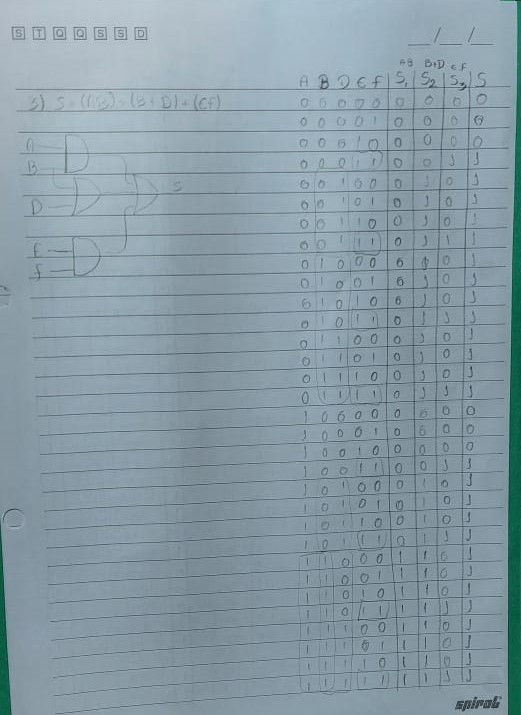 S T Q Q S S D
__/__/__
AB B+D EF
A B D E F S₁ S₂ S₃ S
3) S = (AB) + (B + D) + (EF)
0 0 0 0 0 0 0 0 0
0 0 0 0 1 0 0 0 0
0 0 0 1 0 0 0 0 0
0 0 0 1 1 0 0 1 1
0 0 1 0 0 0 1 0 1
0 0 1 0 1 0 1 0 1
0 0 1 1 0 0 1 0 1
0 0 1 1 1 0 1 1 1
0 1 0 0 0 0 1 0 1
0 1 0 0 1 0 1 0 1
0 1 0 1 0 0 1 0 1
0 1 0 1 1 0 1 1 1
0 1 1 0 0 0 1 0 1
0 1 1 0 1 0 1 0 1
0 1 1 1 0 0 1 0 1
0 1 1 1 1 0 1 1 1
1 0 0 0 0 0 0 0 0
1 0 0 0 1 0 0 0 0
1 0 0 1 0 0 0 0 0
1 0 0 1 1 0 0 1 1
1 0 1 0 0 0 1 0 1
1 0 1 0 1 0 1 0 1
1 0 1 1 0 0 1 0 1
1 0 1 1 1 0 1 1 1
1 1 0 0 0 1 1 0 1
1 1 0 0 1 1 1 0 1
1 1 0 1 0 1 1 0 1
1 1 0 1 1 1 1 1 1
1 1 1 0 0 1 1 0 1
1 1 1 0 1 1 1 0 1
1 1 1 1 0 1 1 0 1
1 1 1 1 1 1 1 1 1
A
B
S
D
E
F
spiral